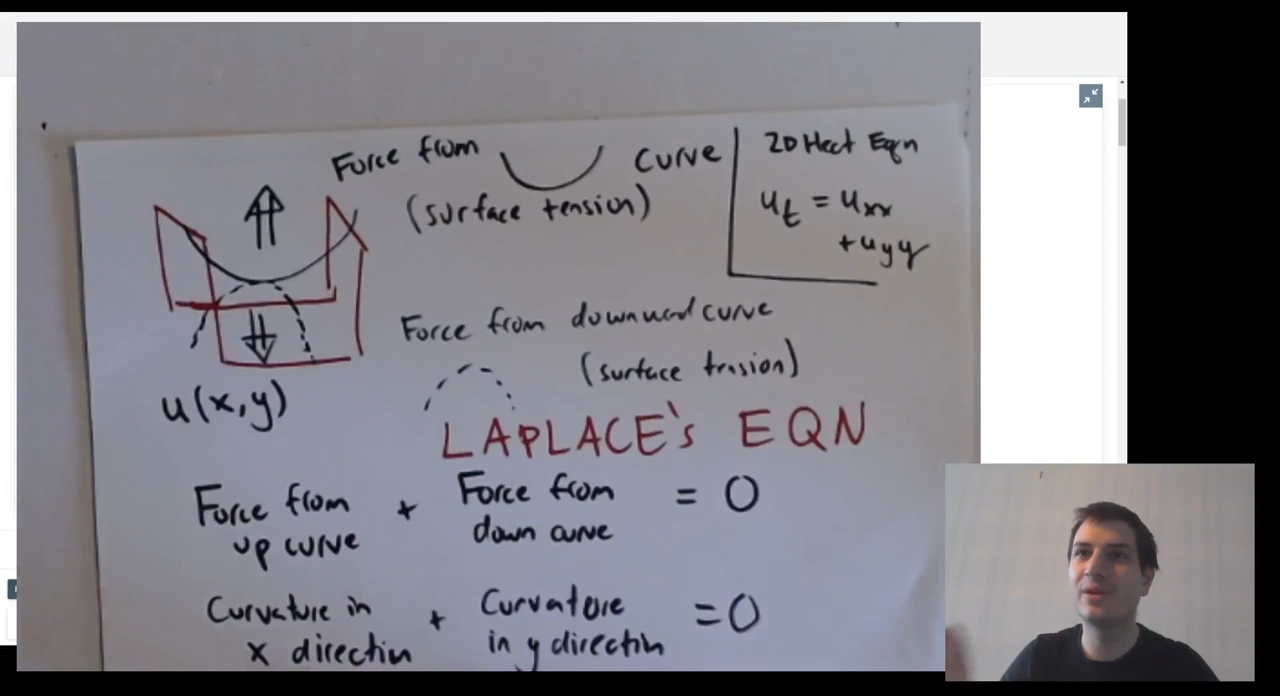 Force from curve
(surface tension)
2D Heat Eqn
u_t = u_xx
+ u_yy
Force from downward curve
(surface tension)
u(x,y)
LAPLACE's EQN
Force from + Force from = 0
up curve down curve
Curvature in + Curvature = 0
x direction in y direction